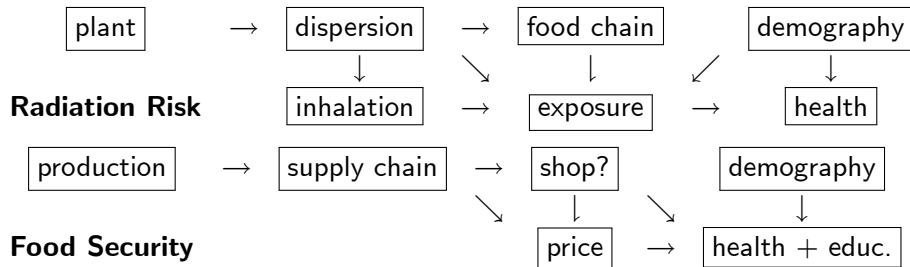 plant → dispersion → food chain demography
↓ ↘ ↓ ↙ ↓
Radiation Risk inhalation → exposure → health
production → supply chain → shop? demography
↘ ↓ ↘ ↓
Food Security price → health + educ.